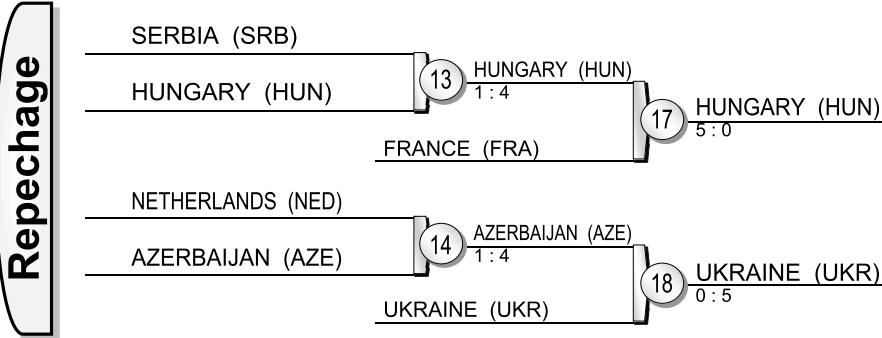 Repechage
SERBIA (SRB)
HUNGARY (HUN)
13
HUNGARY (HUN)
1 : 4
FRANCE (FRA)
17
HUNGARY (HUN)
5 : 0
NETHERLANDS (NED)
AZERBAIJAN (AZE)
14
AZERBAIJAN (AZE)
1 : 4
UKRAINE (UKR)
18
UKRAINE (UKR)
0 : 5